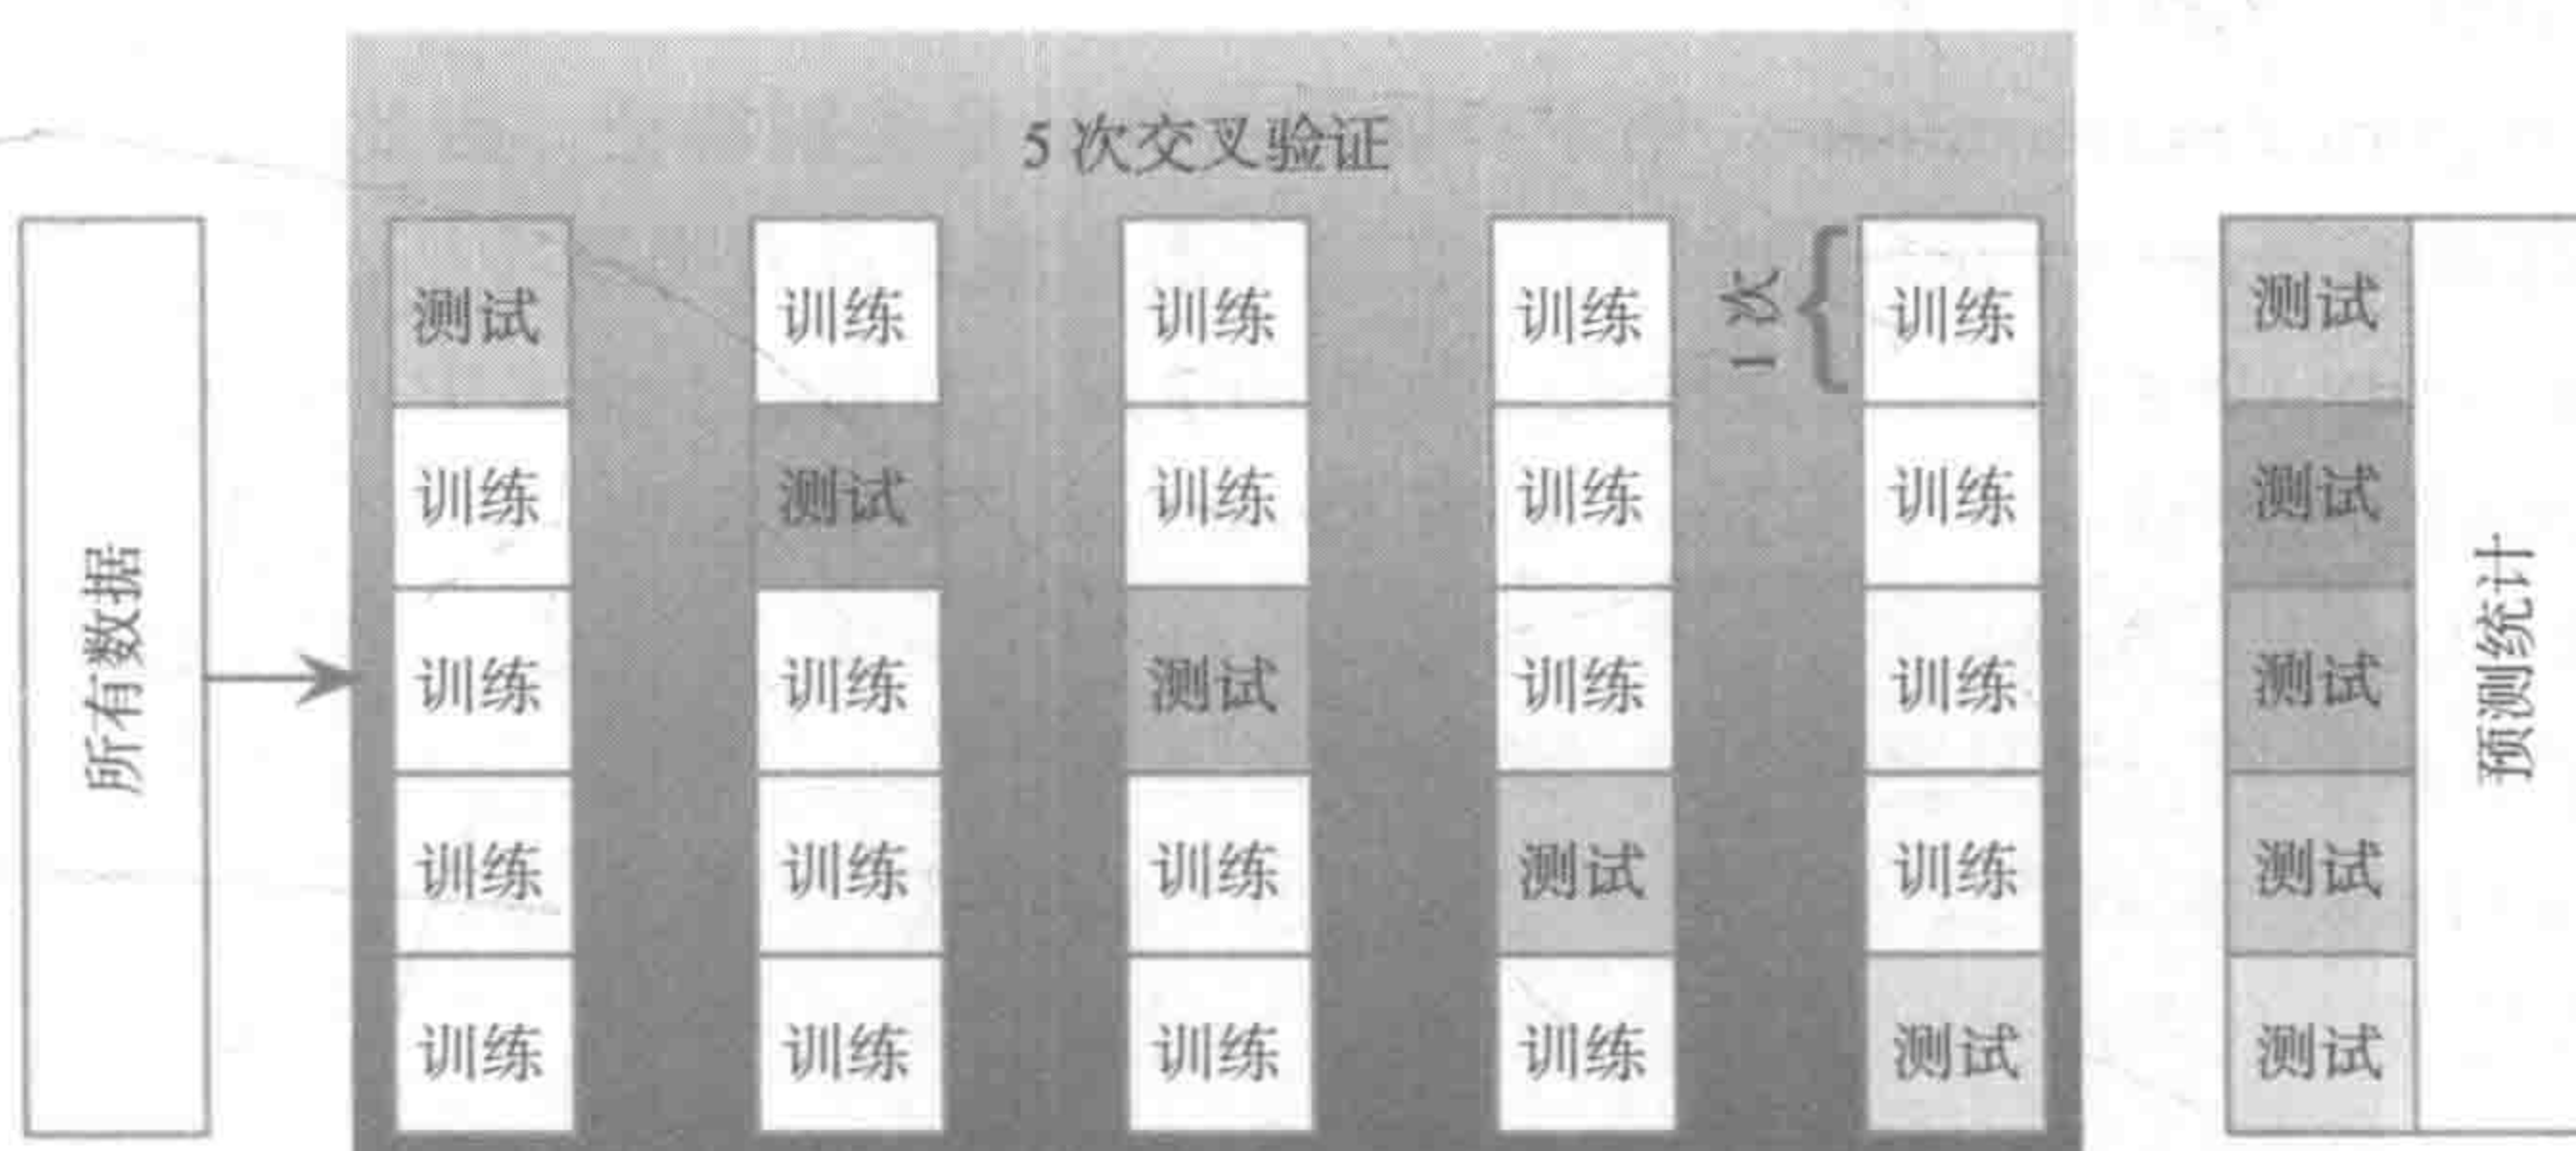 5 次交叉验证
所有数据
测试 训练 训练 训练 1 次 训练 测试
训练 测试 训练 训练 训练 测试
训练 训练 测试 训练 训练 测试
训练 训练 训练 测试 训练 测试
训练 训练 训练 训练 测试 测试
预测统计